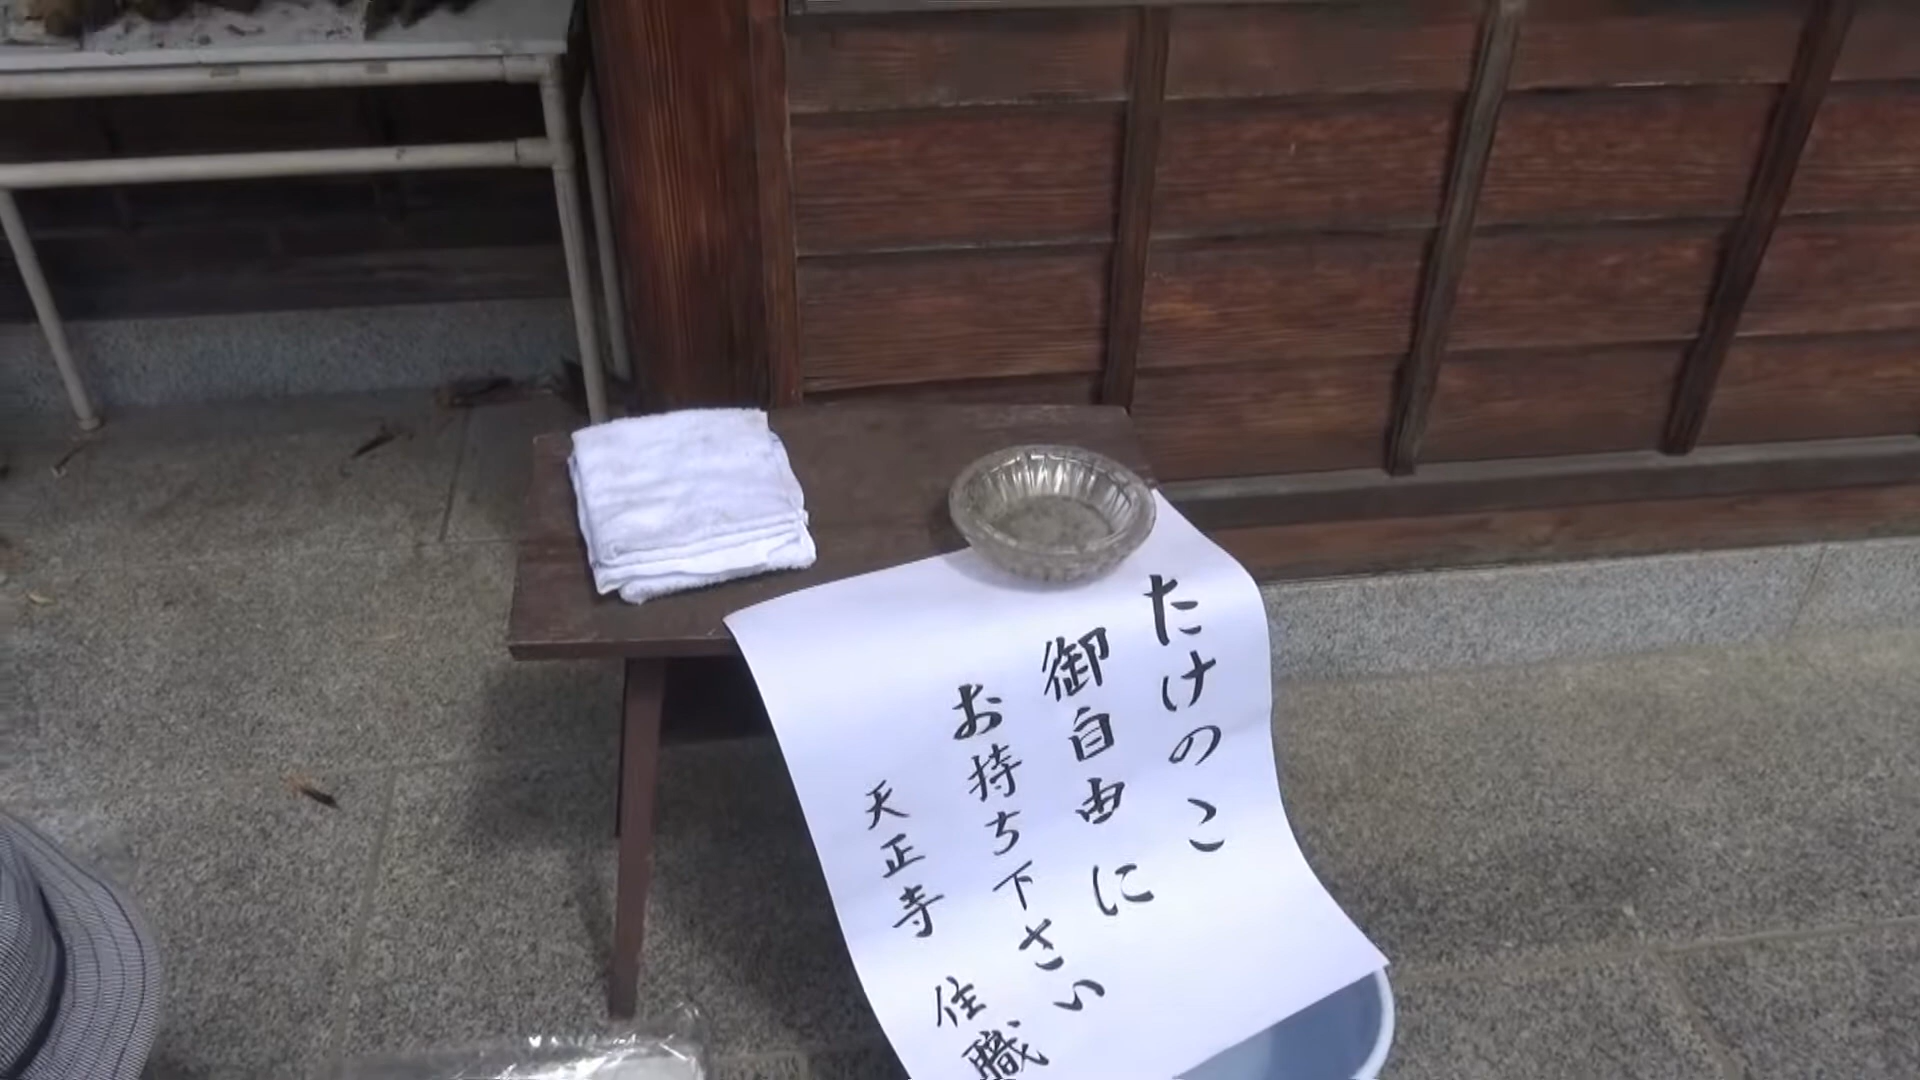 たけのこ
御自由に
お持ち下さい
天正寺 住職